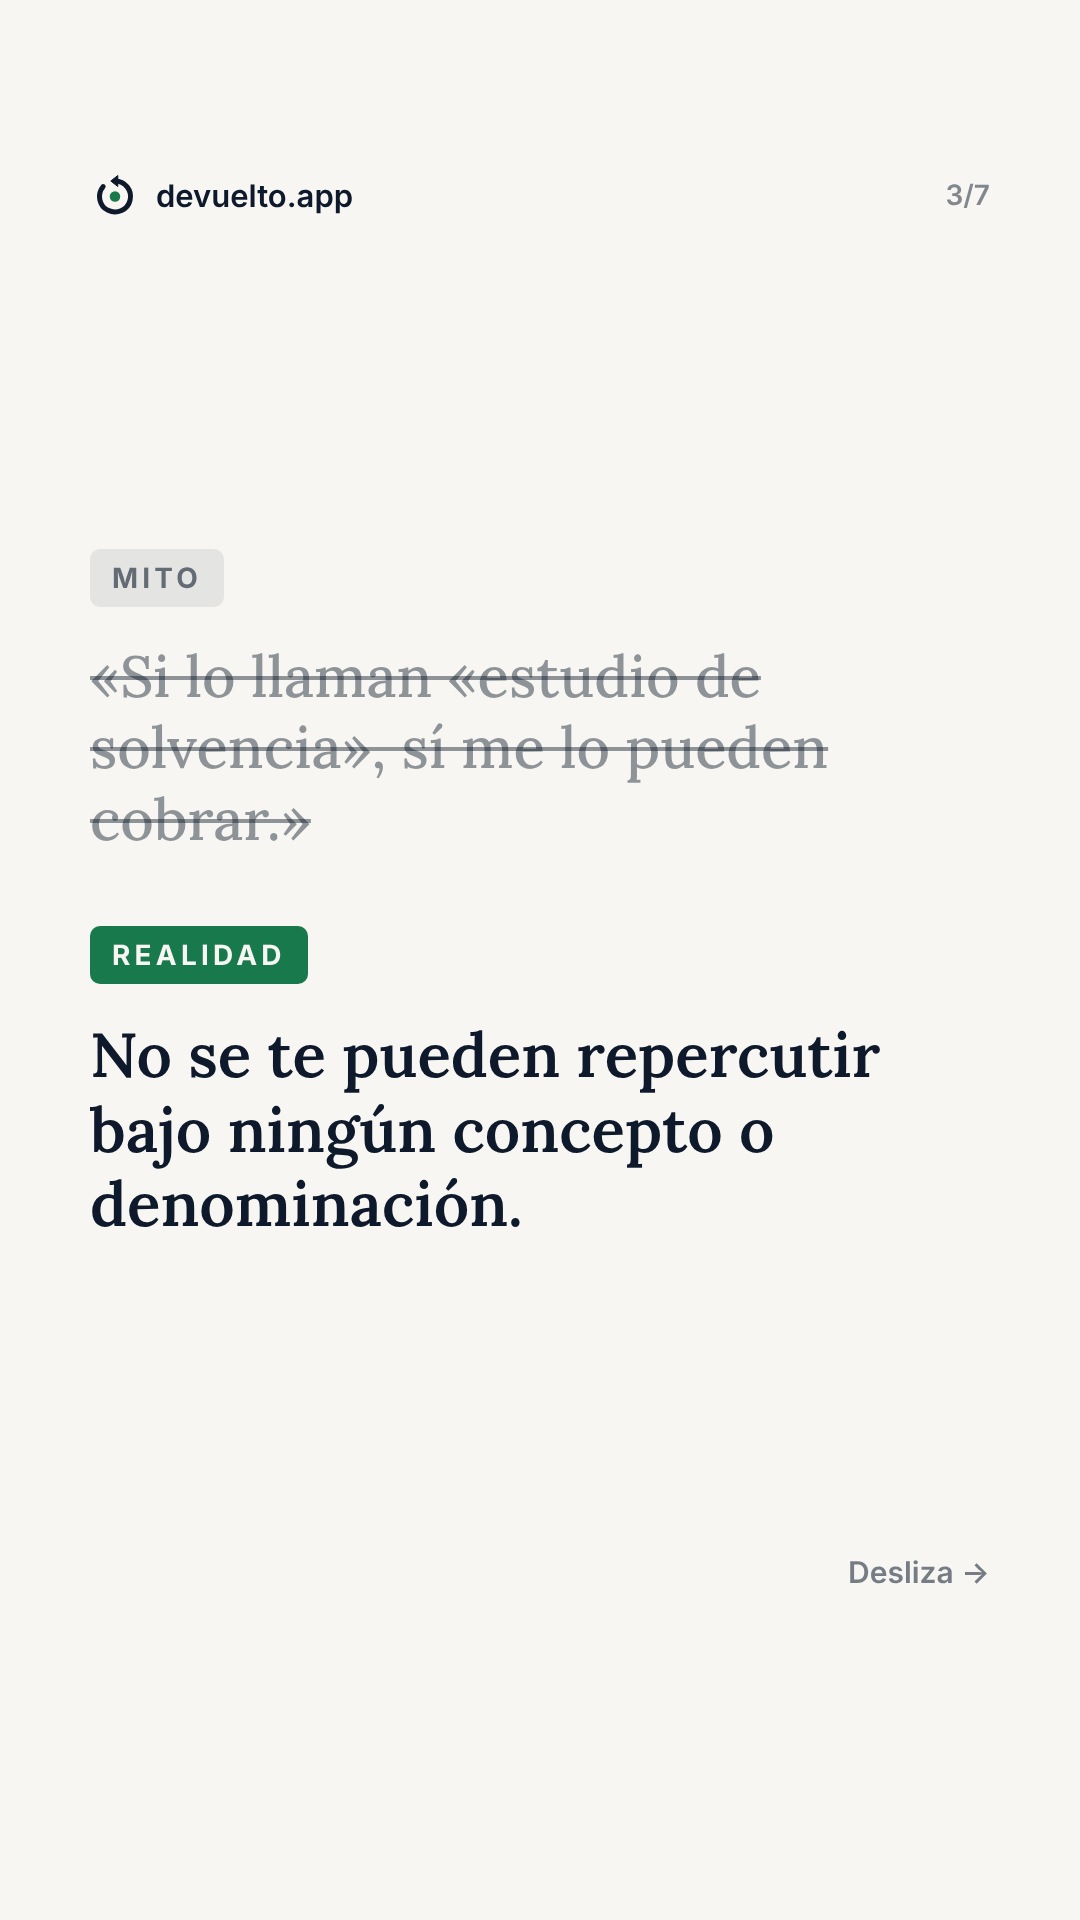 devuelto.app
3/7
MITO
«Si lo llaman «estudio de
solvencia», sí me lo pueden
cobrar.»
REALIDAD
No se te pueden repercutir
bajo ningún concepto o
denominación.
Desliza →